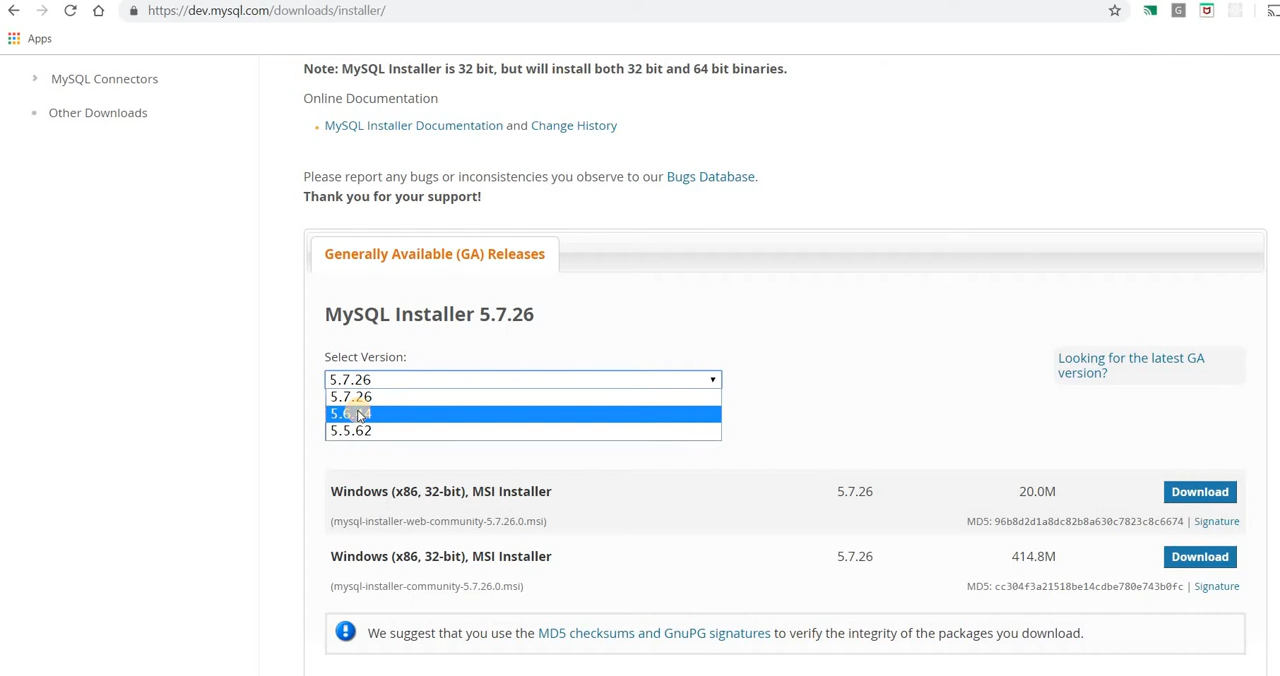 https://dev.mysql.com/downloads/installer/
Apps
MySQL Connectors
Other Downloads
Note: MySQL Installer is 32 bit, but will install both 32 bit and 64 bit binaries.
Online Documentation
MySQL Installer Documentation and Change History
Please report any bugs or inconsistencies you observe to our Bugs Database.
Thank you for your support!
Generally Available (GA) Releases
MySQL Installer 5.7.26
Select Version:
Looking for the latest GA
version?
5.7.26
5.7.26
5.5.62
Windows (x86, 32-bit), MSI Installer 5.7.26 20.0M Download
(mysql-installer-web-community-5.7.26.0.msi) MD5: 96b8d2d1a8dc82b8a630c7823c8c6674 | Signature
Windows (x86, 32-bit), MSI Installer 5.7.26 414.8M Download
(mysql-installer-community-5.7.26.0.msi) MD5: cc304f3a21518be14cdbe780e743b0fc | Signature
We suggest that you use the MD5 checksums and GnuPG signatures to verify the integrity of the packages you download.